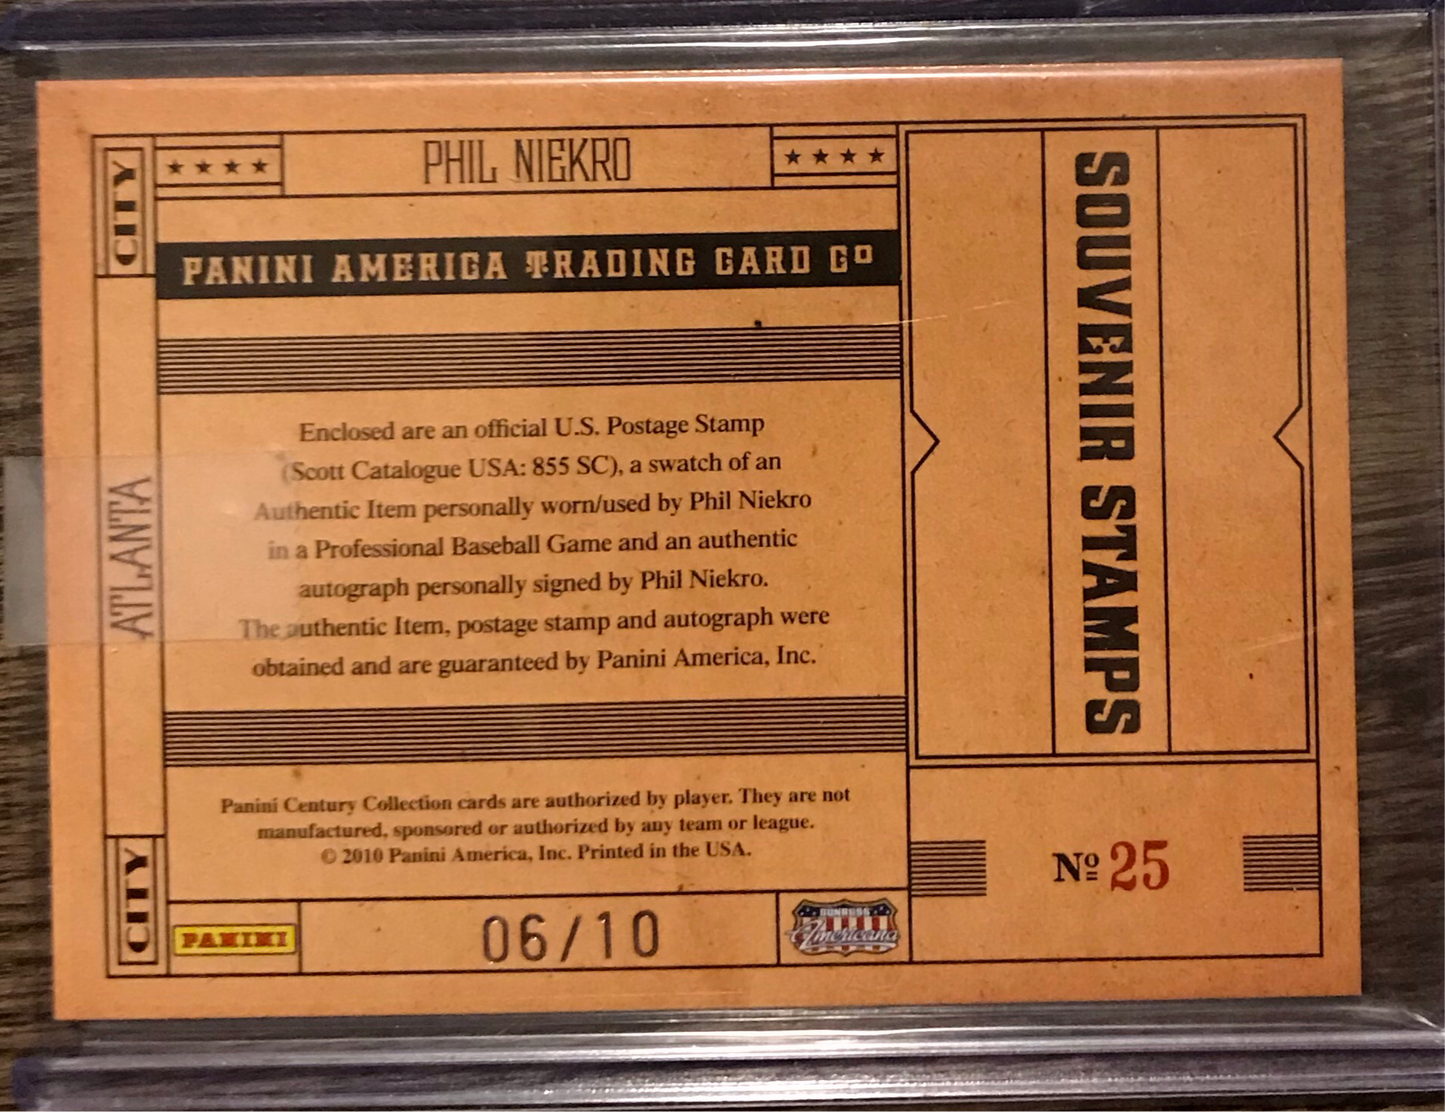 CITY
ATLANTA
CITY
PHIL NIEKRO
PANINI AMERICA TRADING CARD Cº
Enclosed are an official U.S. Postage Stamp
(Scott Catalogue USA: 855 SC), a swatch of an
Authentic Item personally worn/used by Phil Niekro
in a Professional Baseball Game and an authentic
autograph personally signed by Phil Niekro.
The authentic Item, postage stamp and autograph were
obtained and are guaranteed by Panini America, Inc.
Panini Century Collection cards are authorized by player. They are not
manufactured, sponsored or authorized by any team or league.
© 2010 Panini America, Inc. Printed in the USA.
PANINI
06/10
DONRUSS
Americana
SOUVENIR STAMPS
Nº 25